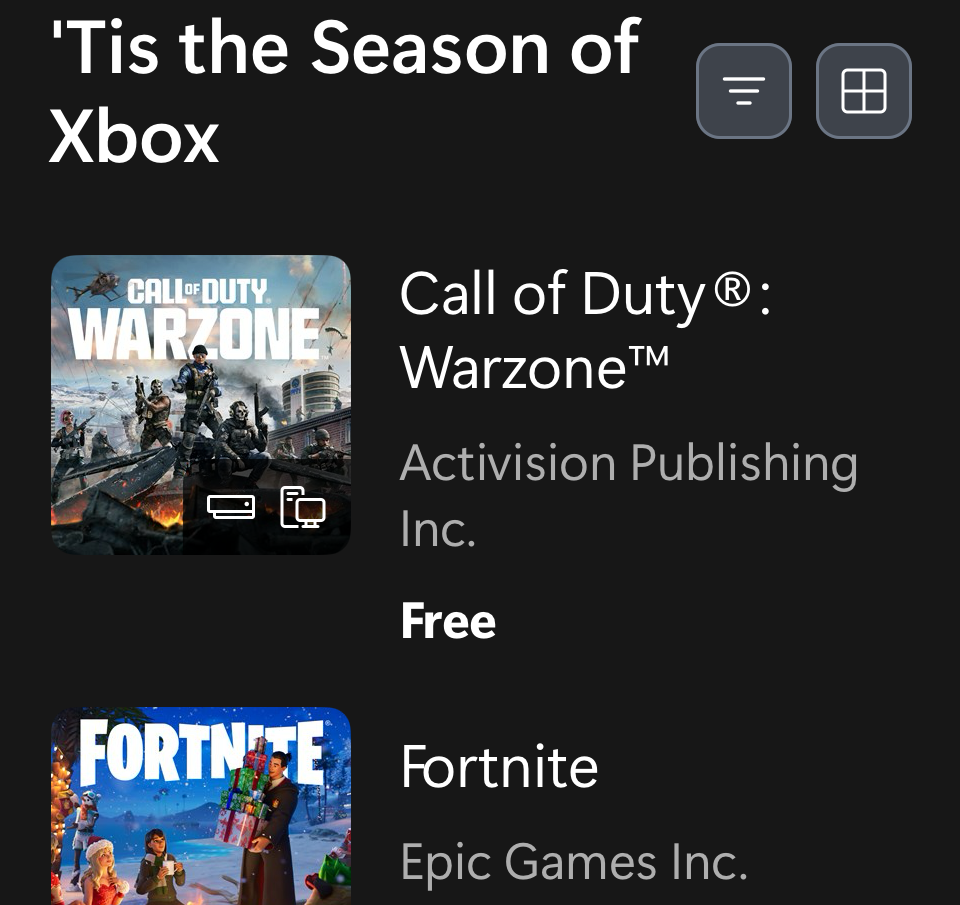 'Tis the Season of
Xbox
CALL OF DUTY
WARZONE
Call of Duty®:
Warzone™
Activision Publishing
Inc.
Free
FORTNITE
Fortnite
Epic Games Inc.